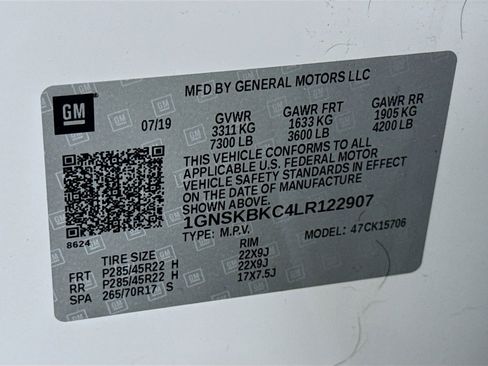 MFD BY GENERAL MOTORS LLC
GM
07/19
GVWR GAWR FRT GAWR RR
3311 KG 1633 KG 1905 KG
7300 LB 3600 LB 4200 LB
THIS VEHICLE CONFORMS TO ALL
APPLICABLE U.S. FEDERAL MOTOR
VEHICLE SAFETY STANDARDS IN EFFECT
ON THE DATE OF MANUFACTURE
SHOWN ABOVE.
1GNSKBKC4LR122907
TYPE: M.P.V. MODEL: 47CK15706
8624
TIRE SIZE RIM
FRT P285/45R22 H 22X9J
RR P285/45R22 H 22X9J
SPA 265/70R17 S 17X7.5J